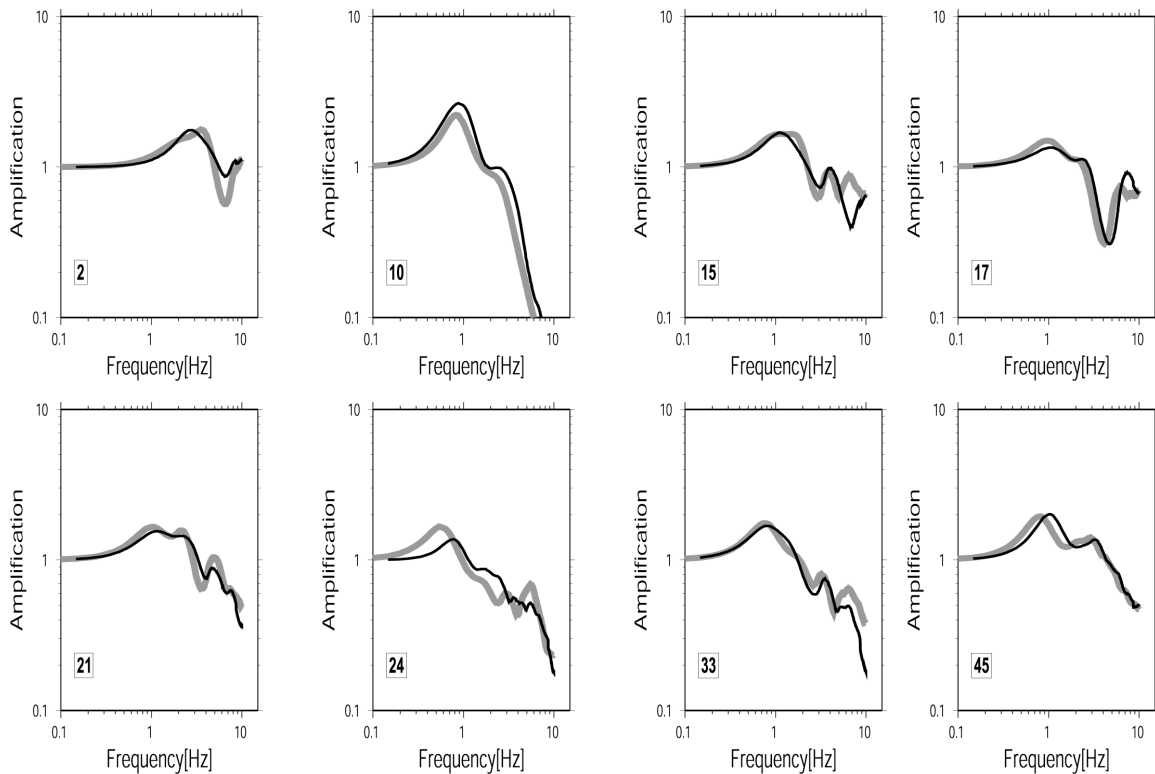 10 10 10 10
Amplification Amplification Amplification Amplification
1 1 1 1
2 10 15 17
0.1 0.1 0.1 0.1
0.1 1 10 0.1 1 10 0.1 1 10 0.1 1 10
Frequency[Hz] Frequency[Hz] Frequency[Hz] Frequency[Hz]
10 10 10 10
Amplification Amplification Amplification Amplification
1 1 1 1
21 24 33 45
0.1 0.1 0.1 0.1
0.1 1 10 0.1 1 10 0.1 1 10 0.1 1 10
Frequency[Hz] Frequency[Hz] Frequency[Hz] Frequency[Hz]